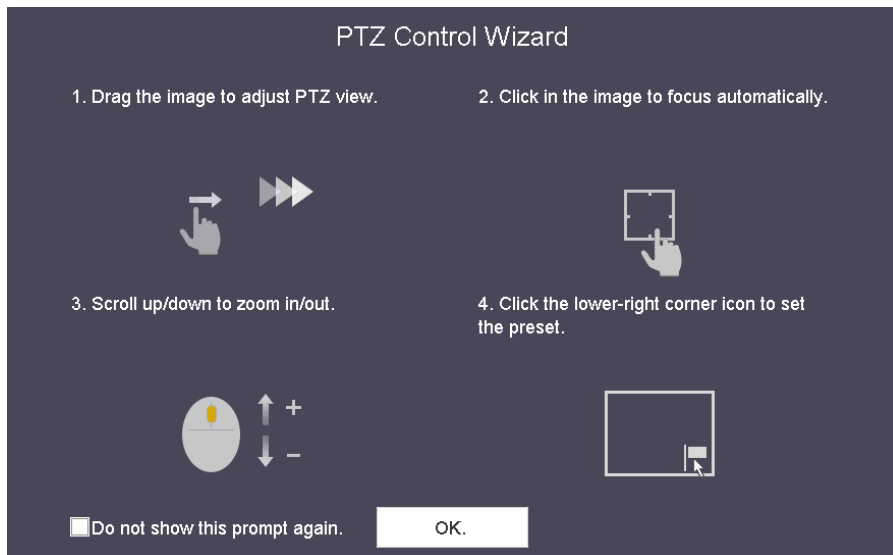 PTZ Control Wizard
1. Drag the image to adjust PTZ view.
2. Click in the image to focus automatically.
3. Scroll up/down to zoom in/out.
4. Click the lower-right corner icon to set
the preset.
+
–
Do not show this prompt again.
OK.